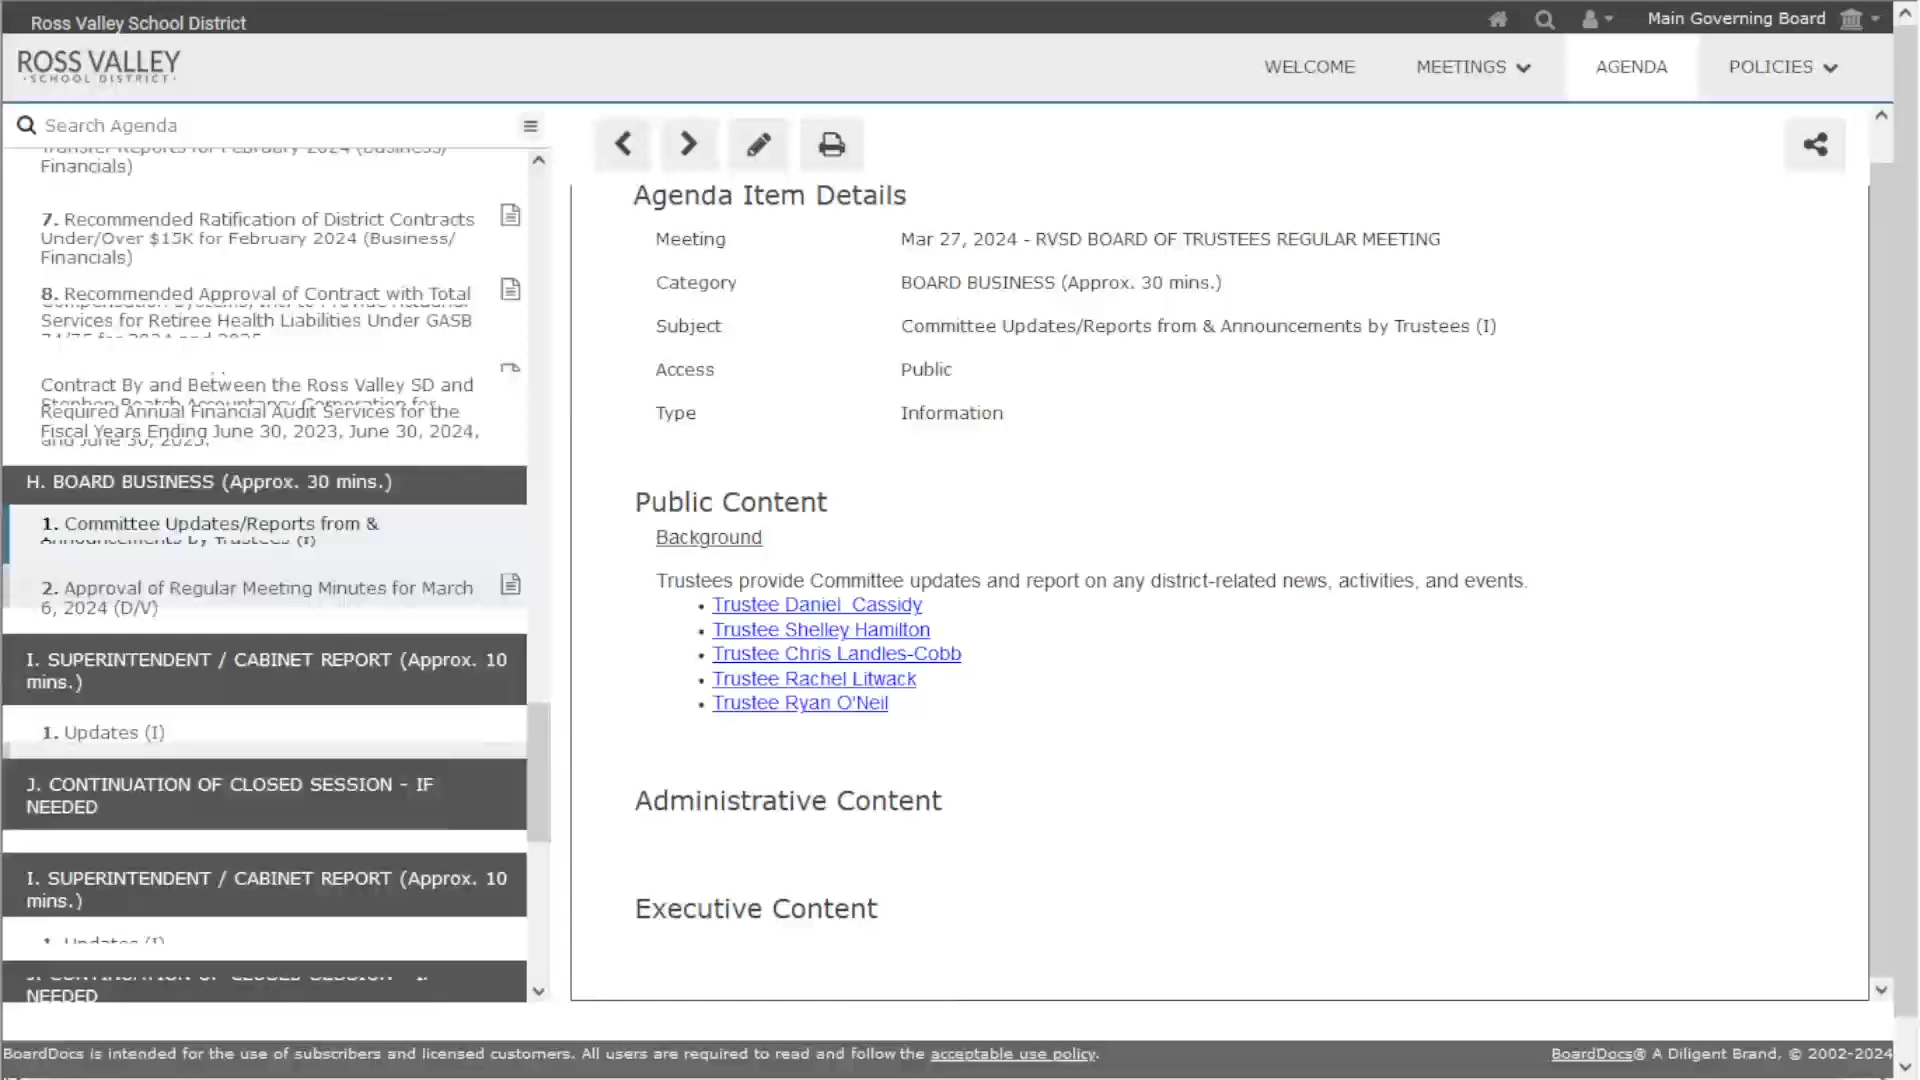 Ross Valley School District
Main Governing Board
ROSS VALLEY
·SCHOOL DISTRICT·
WELCOME
MEETINGS
AGENDA
POLICIES
Search Agenda
Financials)
7. Recommended Ratification of District Contracts
Under/Over $15K for February 2024 (Business/
Financials)
8. Recommended Approval of Contract with Total
Services for Retiree Health Liabilities Under GASB
Contract By and Between the Ross Valley SD and
Required Annual Financial Audit Services for the
Fiscal Years Ending June 30, 2023, June 30, 2024,
H. BOARD BUSINESS (Approx. 30 mins.)
1. Committee Updates/Reports from &
Announcements by Trustees (I)
2. Approval of Regular Meeting Minutes for March
6, 2024 (D/V)
I. SUPERINTENDENT / CABINET REPORT (Approx. 10
mins.)
1. Updates (I)
J. CONTINUATION OF CLOSED SESSION - IF
NEEDED
I. SUPERINTENDENT / CABINET REPORT (Approx. 10
mins.)
1. Updates (I)
NEEDED
Agenda Item Details
Meeting Mar 27, 2024 - RVSD BOARD OF TRUSTEES REGULAR MEETING
Category BOARD BUSINESS (Approx. 30 mins.)
Subject Committee Updates/Reports from & Announcements by Trustees (I)
Access Public
Type Information
Public Content
Background
Trustees provide Committee updates and report on any district-related news, activities, and events.
• Trustee Daniel Cassidy
• Trustee Shelley Hamilton
• Trustee Chris Landles-Cobb
• Trustee Rachel Litwack
• Trustee Ryan O'Neil
Administrative Content
Executive Content
BoardDocs is intended for the use of subscribers and licensed customers. All users are required to read and follow the acceptable use policy.
BoardDocs® A Diligent Brand. © 2002-2024